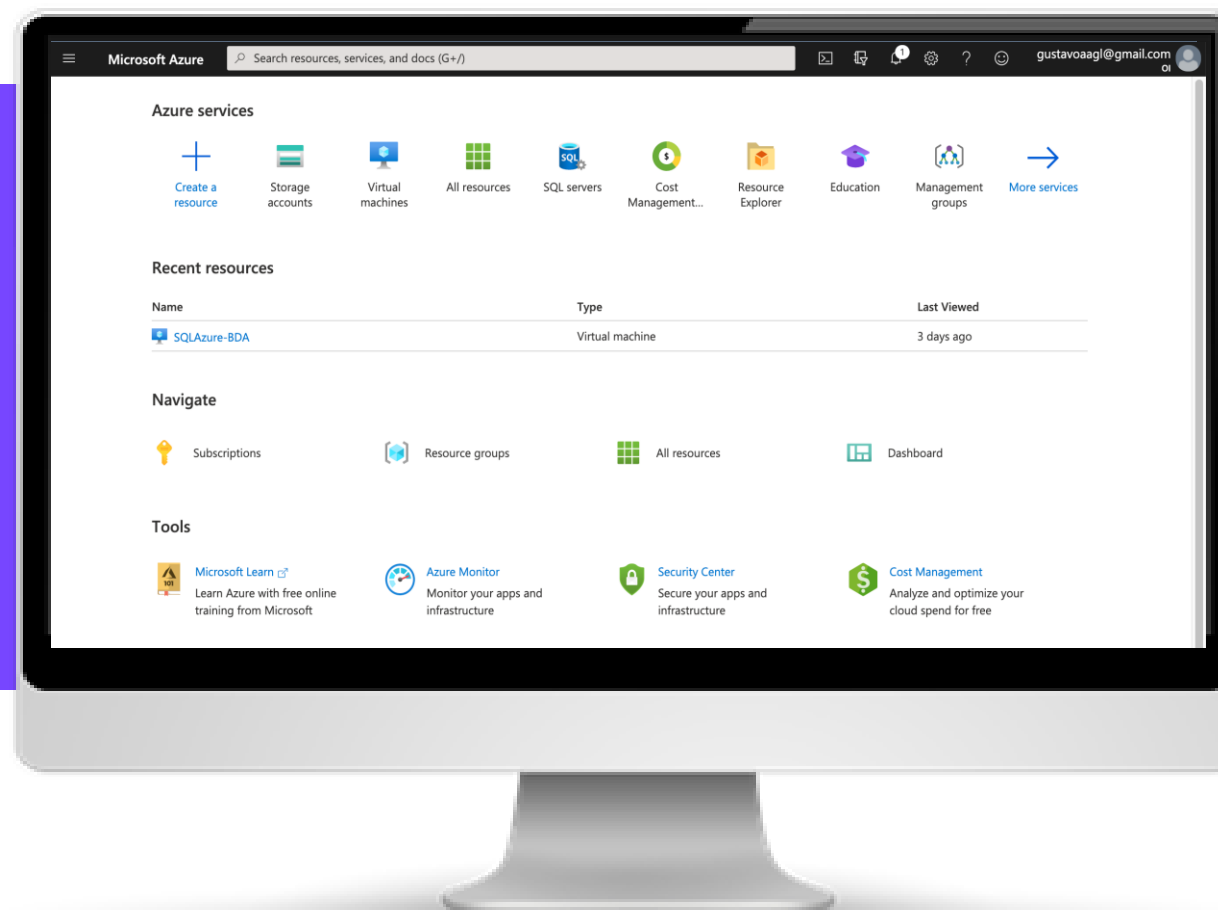 Microsoft Azure
Search resources, services, and docs (G+/)
1
gustavoaagl@gmail.com
OI
Azure services
Create a
resource
Storage
accounts
Virtual
machines
All resources
SQL
SQL servers
Cost
Management...
Resource
Explorer
Education
Management
groups
More services
Recent resources
Name Type Last Viewed
SQLAzure-BDA Virtual machine 3 days ago
Navigate
Subscriptions Resource groups All resources Dashboard
Tools
101
Microsoft Learn
Learn Azure with free online
training from Microsoft
Azure Monitor
Monitor your apps and
infrastructure
Security Center
Secure your apps and
infrastructure
Cost Management
Analyze and optimize your
cloud spend for free